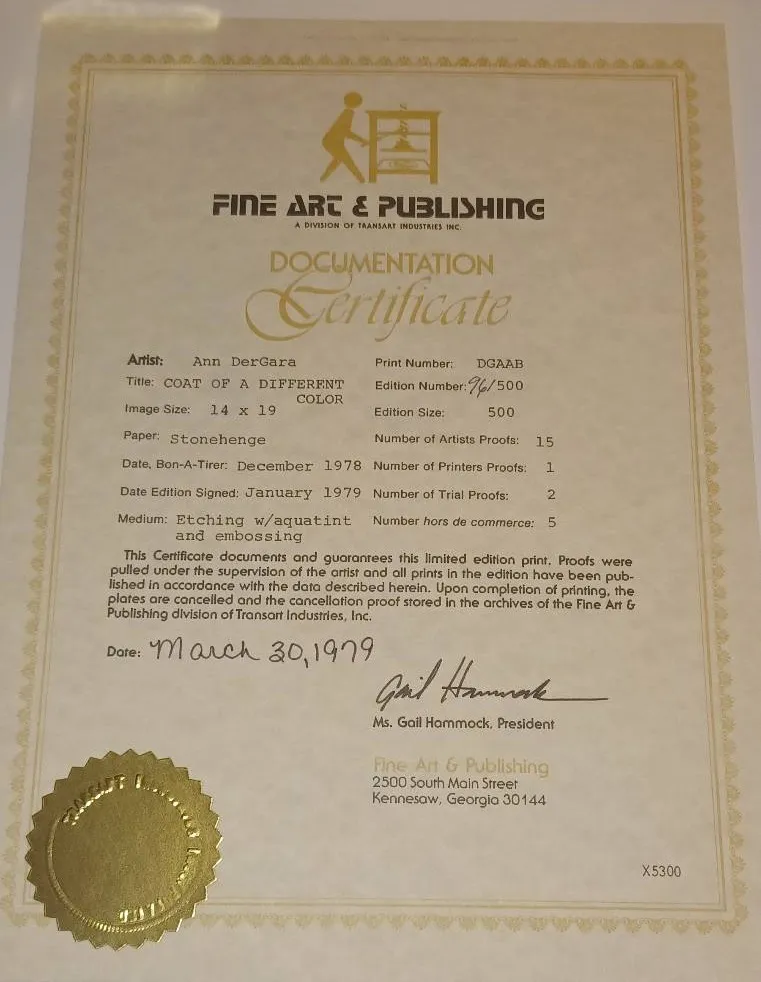 FINE ART & PUBLISHING
A DIVISION OF TRANSART INDUSTRIES INC.
DOCUMENTATION
Certificate
Artist: Ann DerGara
Title: COAT OF A DIFFERENT
COLOR
Image Size: 14 x 19
Paper: Stonehenge
Date, Bon-A-Tirer: December 1978
Date Edition Signed: January 1979
Medium: Etching w/aquatint
and embossing
Print Number: DGAAB
Edition Number: 96/500
Edition Size: 500
Number of Artists Proofs: 15
Number of Printers Proofs: 1
Number of Trial Proofs: 2
Number hors de commerce: 5
This Certificate documents and guarantees this limited edition print. Proofs were
pulled under the supervision of the artist and all prints in the edition have been pub-
lished in accordance with the data described herein. Upon completion of printing, the
plates are cancelled and the cancellation proof stored in the archives of the Fine Art &
Publishing division of Transart Industries, Inc.
Date: March 30, 1979
Gail Hammock
Ms. Gail Hammock, President
Fine Art & Publishing
2500 South Main Street
Kennesaw, Georgia 30144
X5300